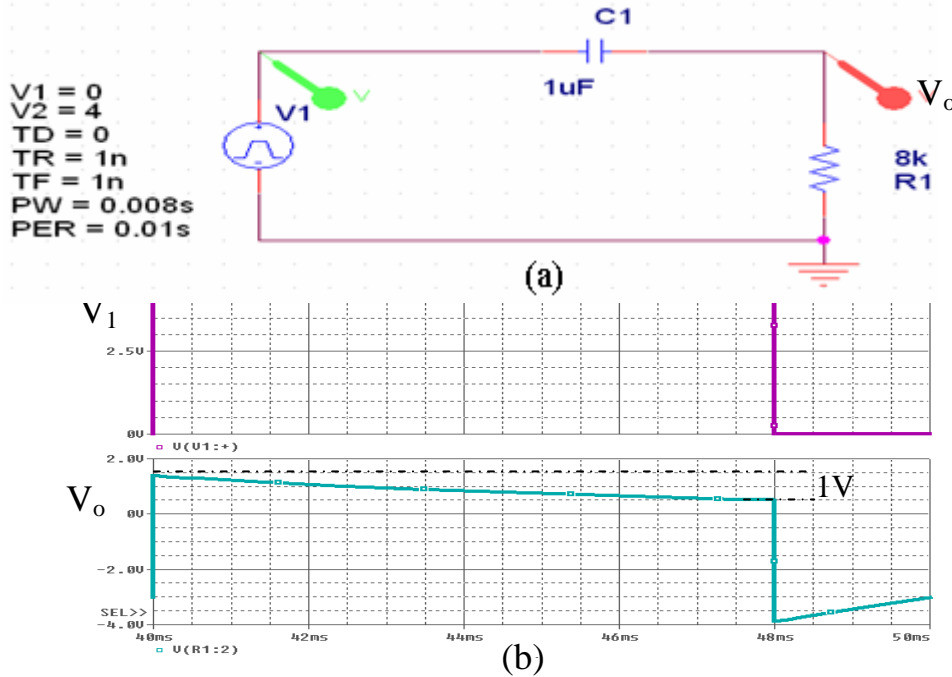 C1
1uF
V
V1
V1 = 0
V2 = 4
TD = 0
TR = 1n
TF = 1n
PW = 0.008s
PER = 0.01s
Vo
8k
R1
(a)
V1
2.5V
0V
V(V1:+)
2.0V
Vo
1V
0V
-2.0V
SEL>>
-4.0V
40ms 42ms 44ms 46ms 48ms 50ms
V(R1:2)
(b)